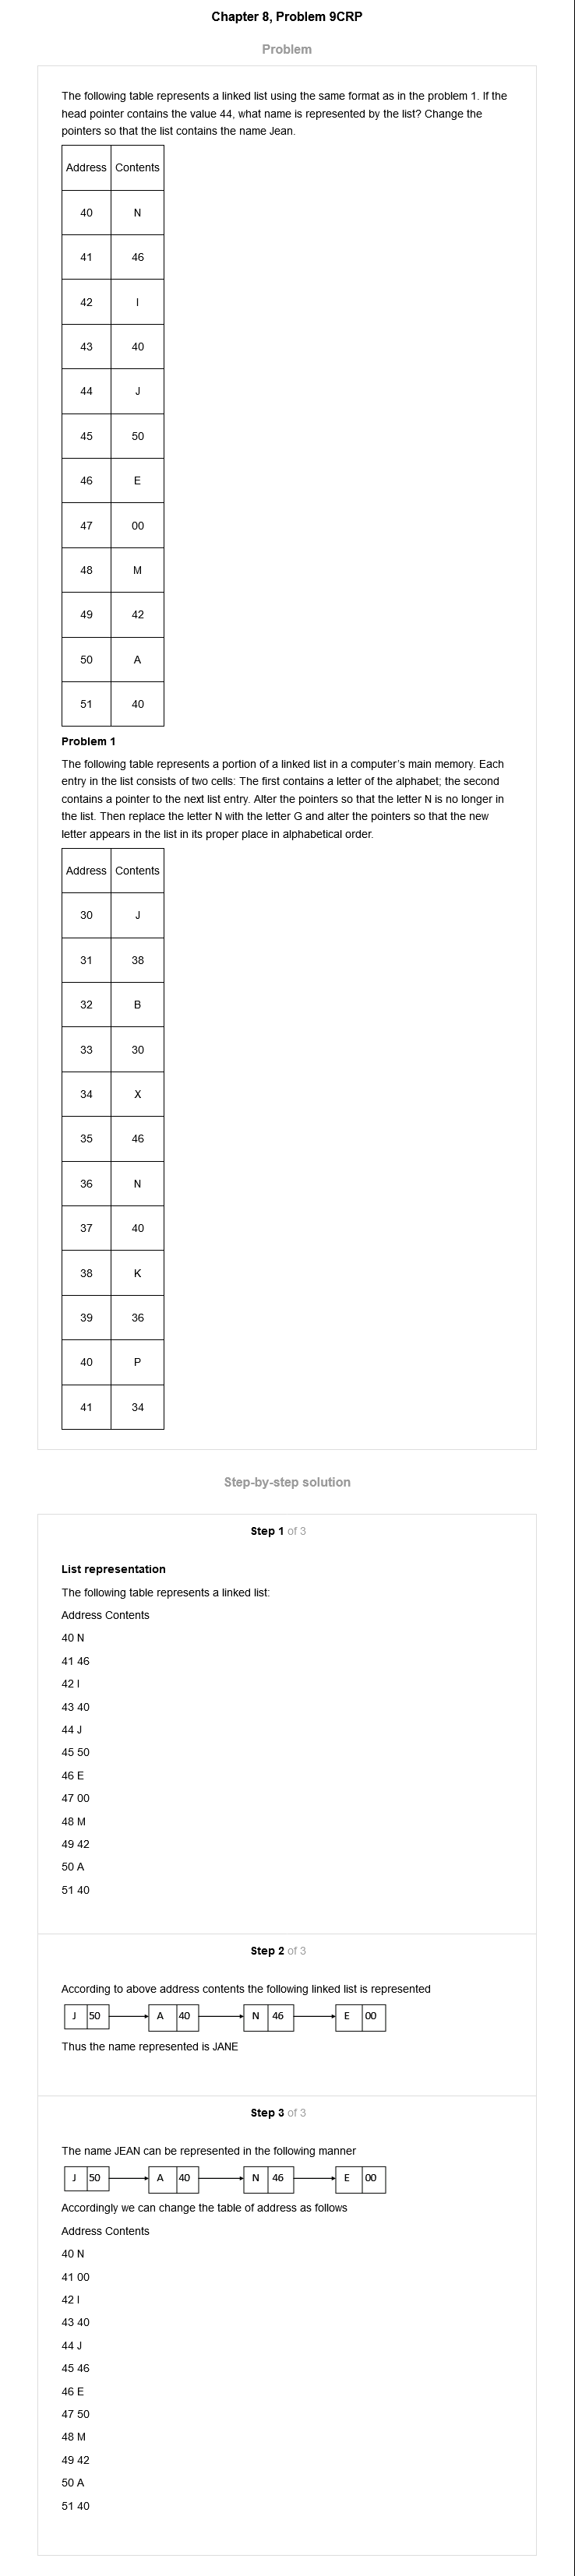 Chapter 8, Problem 9CRP
Problem
The following table represents a linked list using the same format as in the problem 1. If the
head pointer contains the value 44, what name is represented by the list? Change the
pointers so that the list contains the name Jean.
Address Contents
40 N
41 46
42 I
43 40
44 J
45 50
46 E
47 00
48 M
49 42
50 A
51 40
Problem 1
The following table represents a portion of a linked list in a computer's main memory. Each
entry in the list consists of two cells: The first contains a letter of the alphabet; the second
contains a pointer to the next list entry. Alter the pointers so that the letter N is no longer in
the list. Then replace the letter N with the letter G and alter the pointers so that the new
letter appears in the list in its proper place in alphabetical order.
Address Contents
30 J
31 38
32 B
33 30
34 X
35 46
36 N
37 40
38 K
39 36
40 P
41 34
Step-by-step solution
Step 1 of 3
List representation
The following table represents a linked list:
Address Contents
40 N
41 46
42 I
43 40
44 J
45 50
46 E
47 00
48 M
49 42
50 A
51 40
Step 2 of 3
According to above address contents the following linked list is represented
J 50 A 40 N 46 E 00
Thus the name represented is JANE
Step 3 of 3
The name JEAN can be represented in the following manner
J 50 A 40 N 46 E 00
Accordingly we can change the table of address as follows
Address Contents
40 N
41 00
42 I
43 40
44 J
45 46
46 E
47 50
48 M
49 42
50 A
51 40